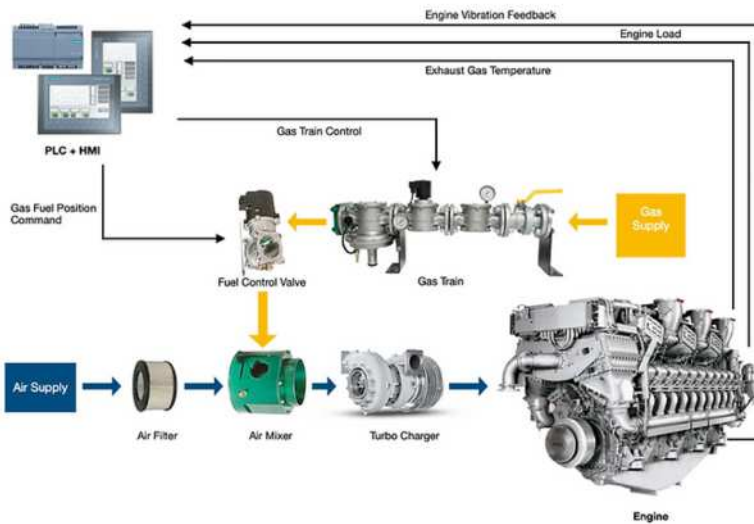 Engine Vibration Feedback
Engine Load
Exhaust Gas Temperature
PLC + HMI
Gas Train Control
Gas Fuel Position
Command
Gas
Supply
Fuel Control Valve
Gas Train
Air Supply
Air Filter
Air Mixer
Turbo Charger
Engine